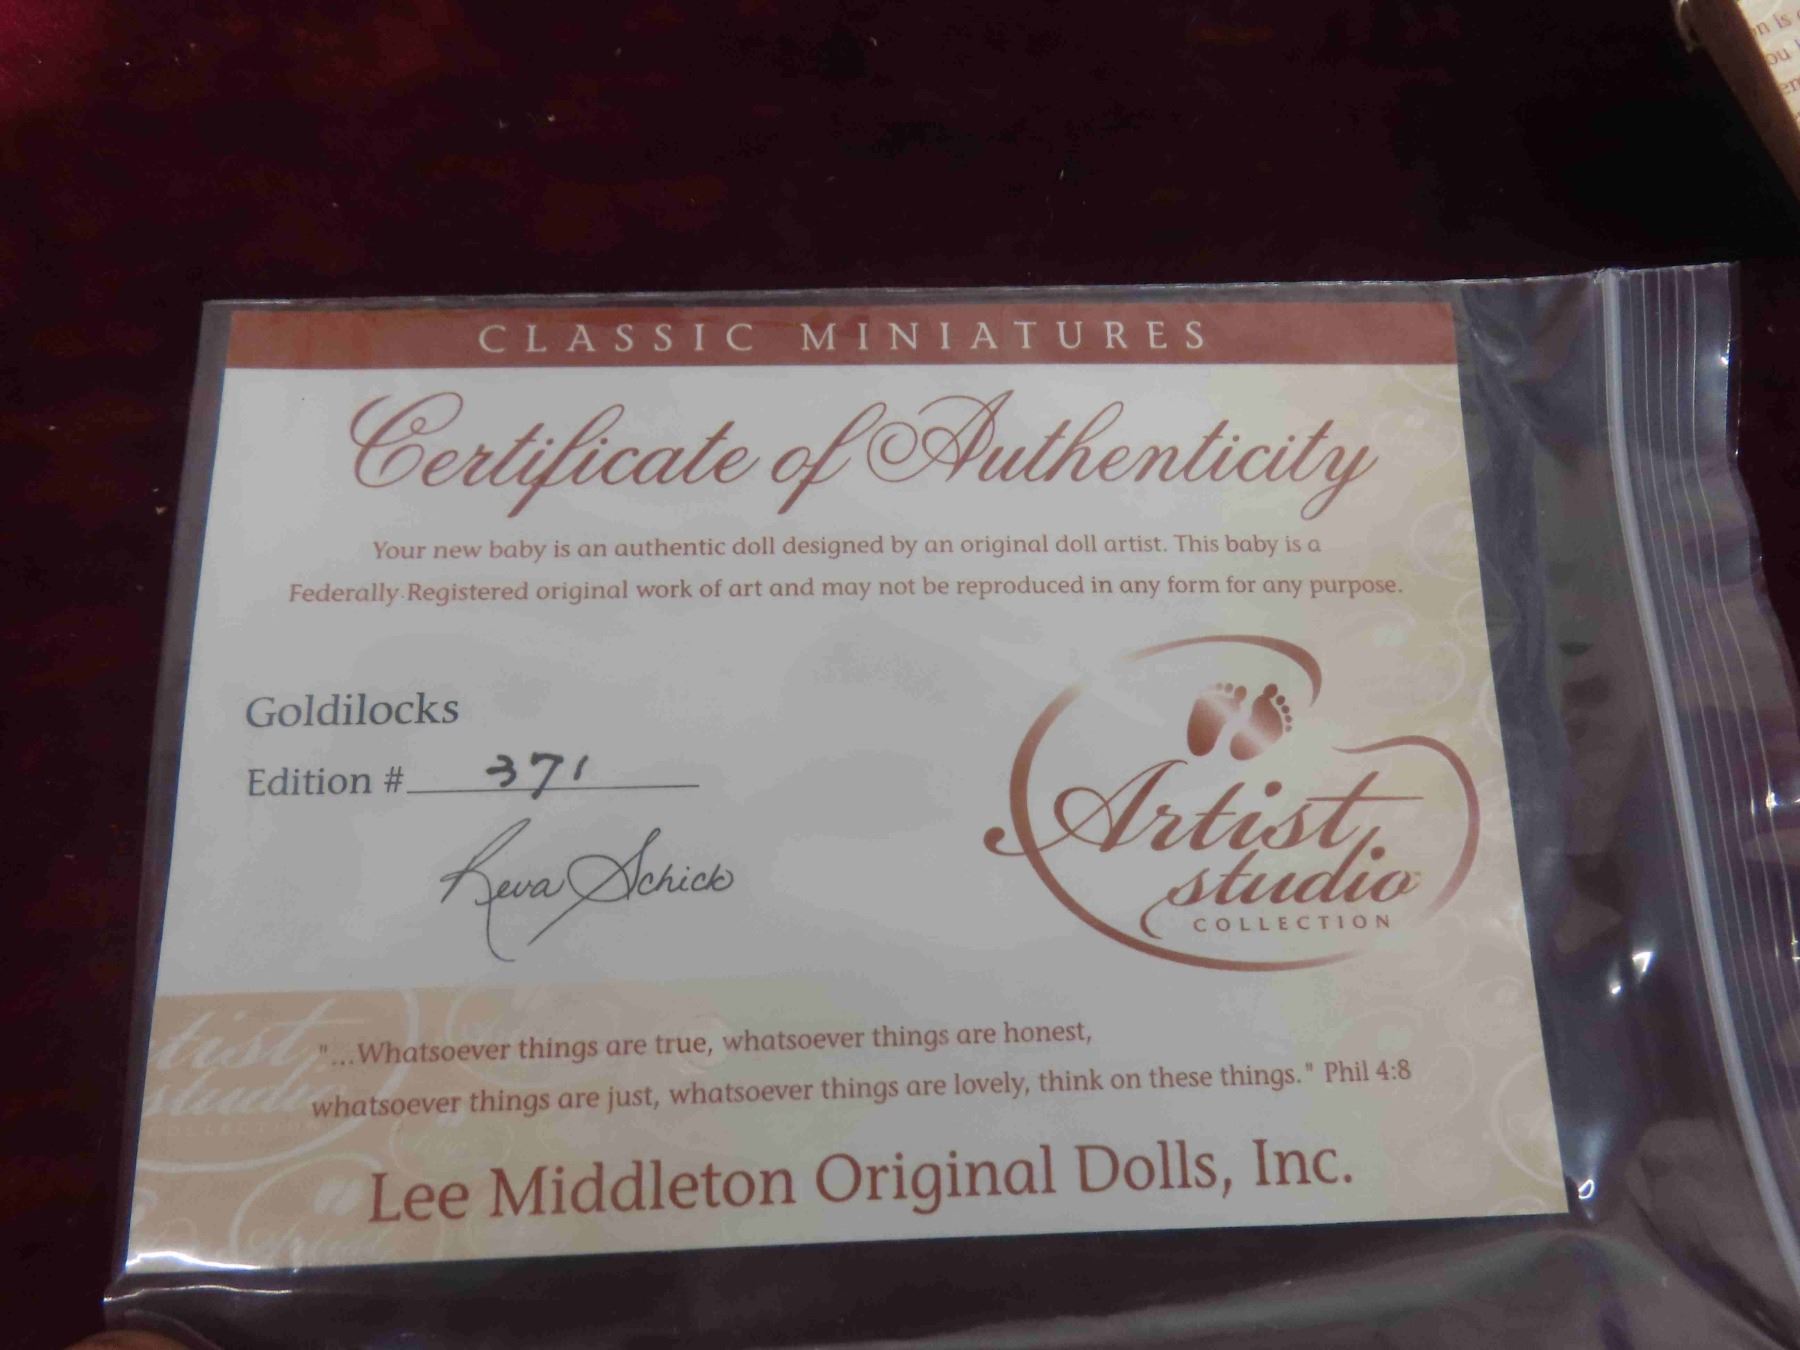 CLASSIC MINIATURES
Certificate of Authenticity
Your new baby is an authentic doll designed by an original doll artist. This baby is a
Federally Registered original work of art and may not be reproduced in any form for any purpose.
Goldilocks
Edition # 371
Reva Schick
Artist
studio
COLLECTION
"...Whatsoever things are true, whatsoever things are honest,
whatsoever things are just, whatsoever things are lovely, think on these things." Phil 4:8
Lee Middleton Original Dolls, Inc.